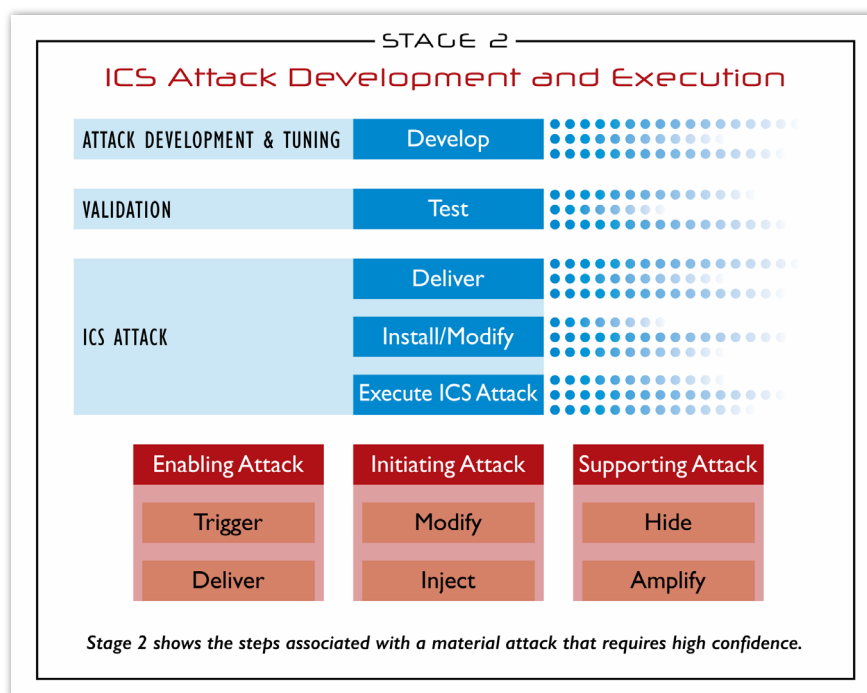 STAGE 2
ICS Attack Development and Execution
ATTACK DEVELOPMENT & TUNING Develop
VALIDATION Test
Deliver
ICS ATTACK Install/Modify
Execute ICS Attack
Enabling Attack Initiating Attack Supporting Attack
Trigger Modify Hide
Deliver Inject Amplify
Stage 2 shows the steps associated with a material attack that requires high confidence.